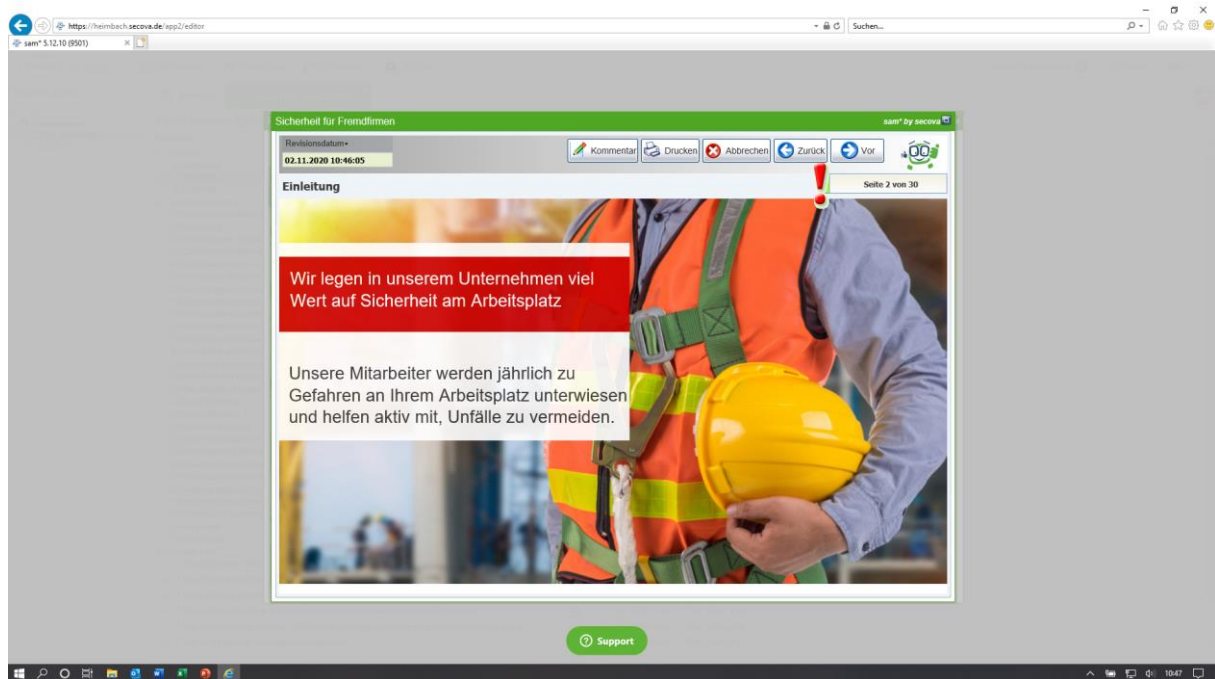 https://heimbach.secova.de/app2/editor
Suchen...
sam* 5.12.10 (9501)
Sicherheit für Fremdfirmen
sam* by secova
Revisionsdatum
02.11.2020 10:46:05
Kommentar
Drucken
Abbrechen
Zurück
Vor
Einleitung
Seite 2 von 30
Wir legen in unserem Unternehmen viel
Wert auf Sicherheit am Arbeitsplatz
Unsere Mitarbeiter werden jährlich zu
Gefahren an Ihrem Arbeitsplatz unterwiesen
und helfen aktiv mit, Unfälle zu vermeiden.
Support
10:47